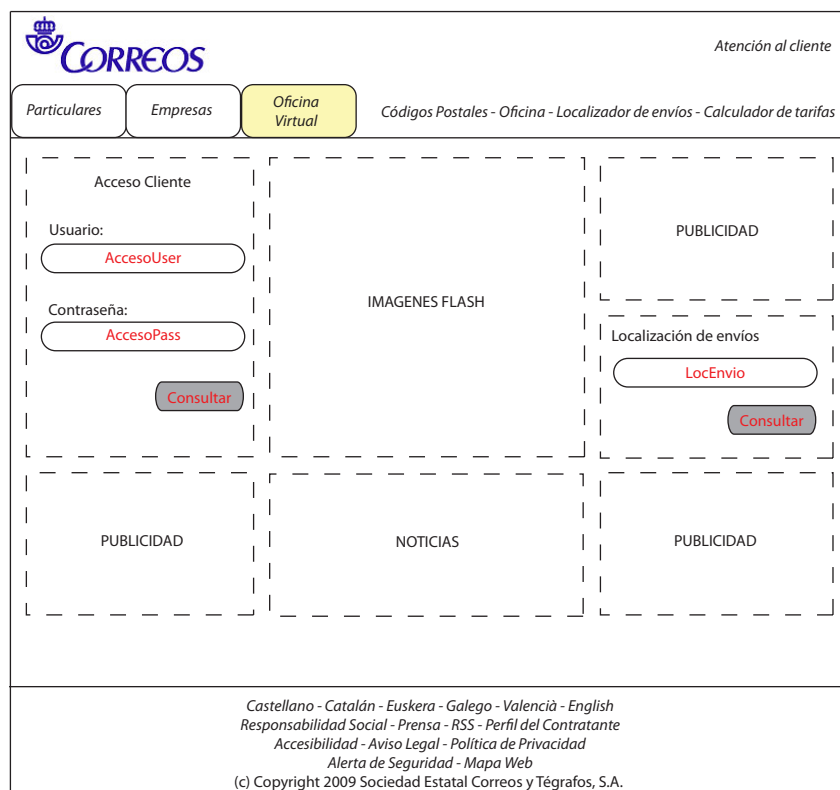 CORREOS
Atención al cliente
Particulares
Empresas
Oficina
Virtual
Códigos Postales - Oficina - Localizador de envíos - Calculador de tarifas
Acceso Cliente
Usuario:
AccesoUser
Contraseña:
AccesoPass
Consultar
IMAGENES FLASH
PUBLICIDAD
Localización de envíos
LocEnvio
Consultar
PUBLICIDAD
NOTICIAS
PUBLICIDAD
Castellano - Catalán - Euskera - Galego - Valencià - English
Responsabilidad Social - Prensa - RSS - Perfil del Contratante
Accesibilidad - Aviso Legal - Política de Privacidad
Alerta de Seguridad - Mapa Web
(c) Copyright 2009 Sociedad Estatal Correos y Tégrafos, S.A.